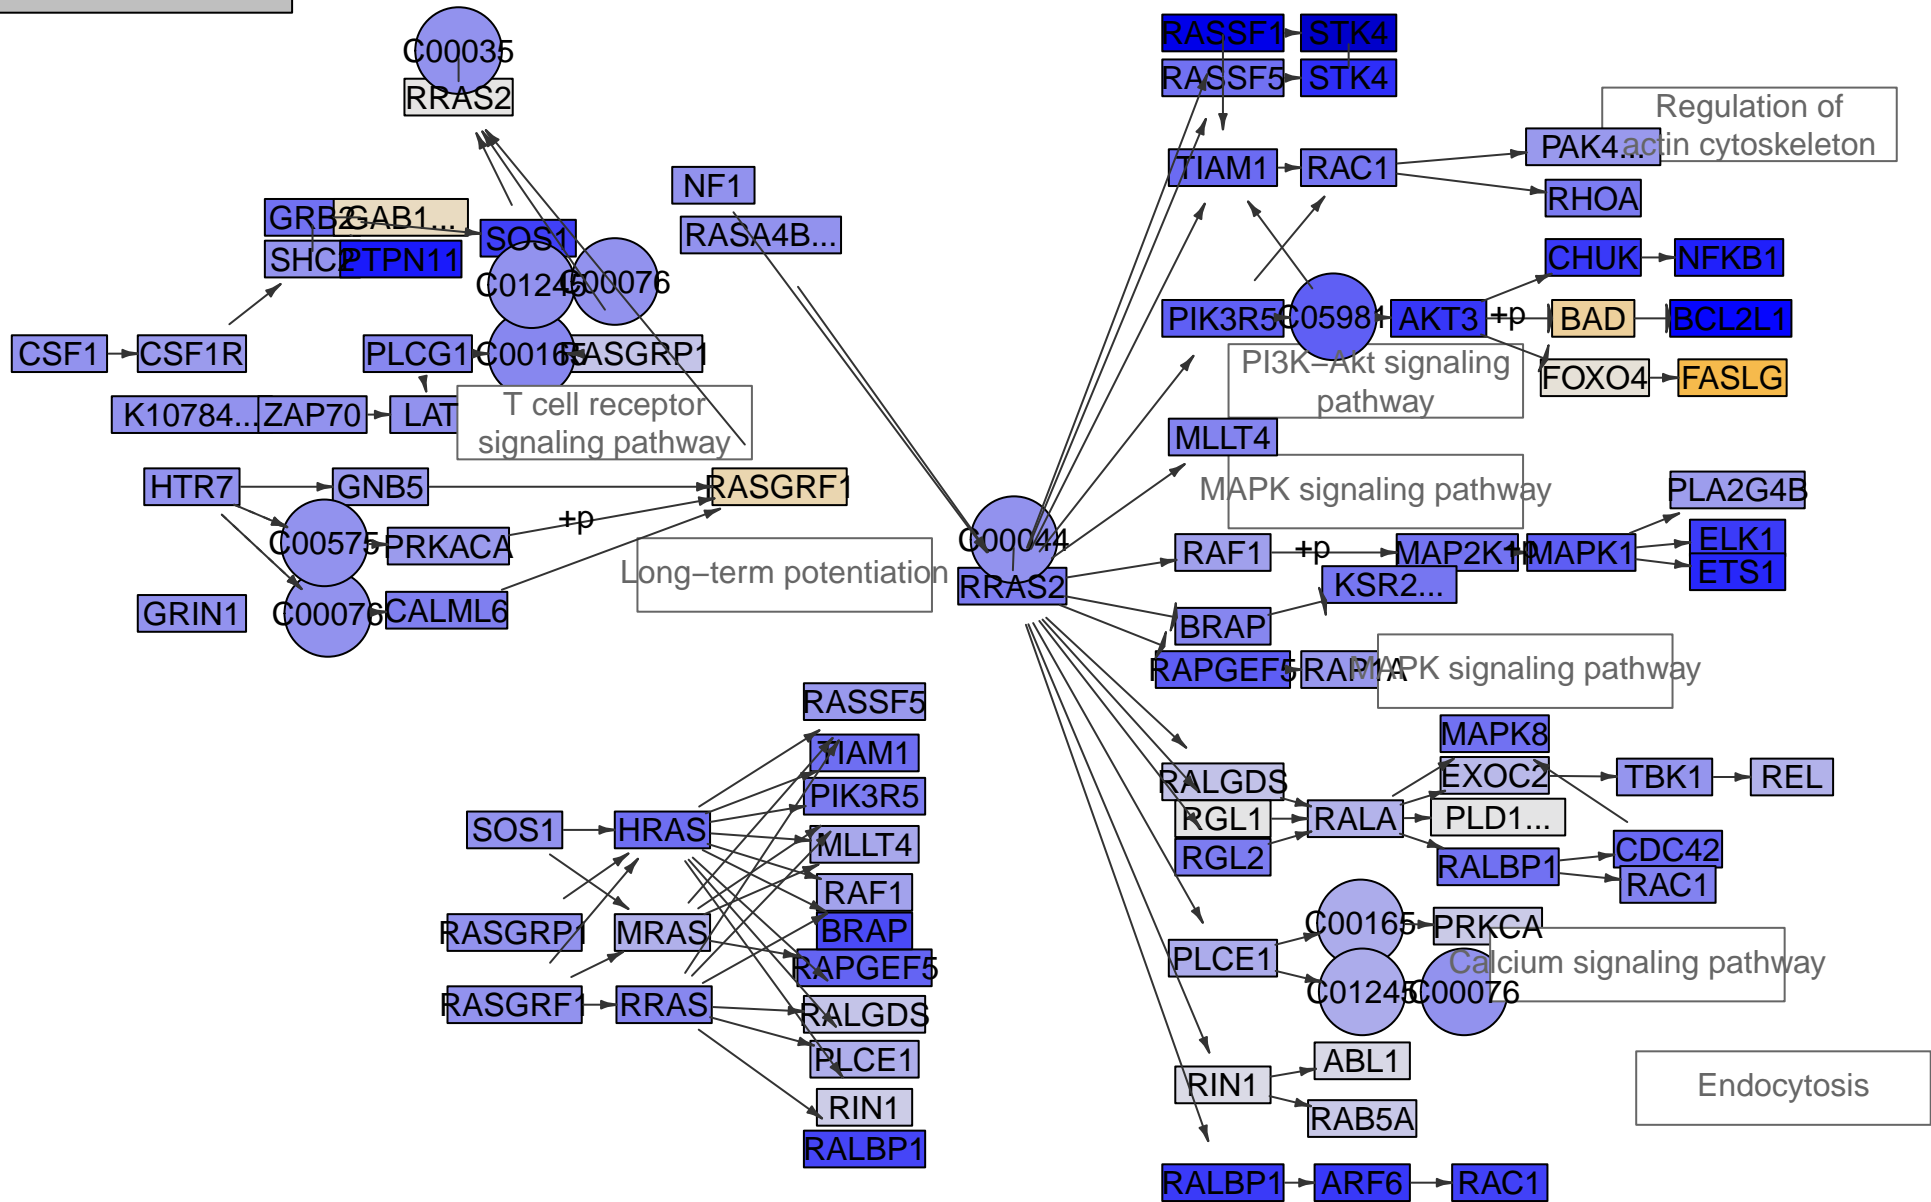 C00035
RRAS2
NF1
RASA4B...
GRB2
GAB1...
SOS1
SHC2
PTPN11
C01245
C00076
CSF1
CSF1R
PLCG1
C00165
RASGRP1
K10784...
ZAP70
LAT
T cell receptor
signaling pathway
HTR7
GNB5
RASGRF1
C00575
PRKACA
+p
GRIN1
C00076
CALML6
Long−term potentiation
C00044
RRAS2
RASSF1
STK4
RASSF5
STK4
Regulation of
actin cytoskeleton
PAK4...
TIAM1
RAC1
RHOA
CHUK
NFKB1
PIK3R5
C05981
AKT3
+p
BAD
BCL2L1
PI3K−Akt signaling
pathway
FOXO4
FASLG
MLLT4
MAPK signaling pathway
PLA2G4B
RAF1
+p
MAP2K1
+p
MAPK1
ELK1
ETS1
KSR2...
BRAP
RAPGEF5
RAP1A
MAPK signaling pathway
MAPK8
RALGDS
EXOC2
TBK1
REL
RGL1
RALA
PLD1...
RGL2
RALBP1
CDC42
RAC1
C00165
PRKCA
PLCE1
Calcium signaling pathway
C01245
C00076
RIN1
ABL1
RAB5A
Endocytosis
RALBP1
ARF6
RAC1
RASSF5
TIAM1
PIK3R5
SOS1
HRAS
MLLT4
RAF1
RASGRP1
MRAS
BRAP
RAPGEF5
RASGRF1
RRAS
RALGDS
PLCE1
RIN1
RALBP1